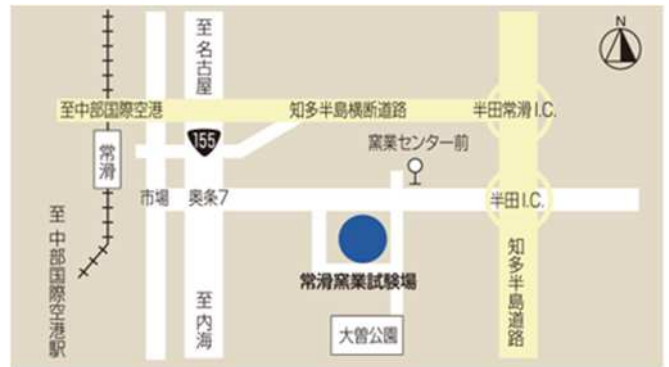 至名古屋
N
至中部国際空港
知多半島横断道路
半田常滑I.C.
155
窯業センター前
常滑
市場
奥条7
半田I.C.
至中部国際空港駅
常滑窯業試験場
知多半島道路
至内海
大曽公園